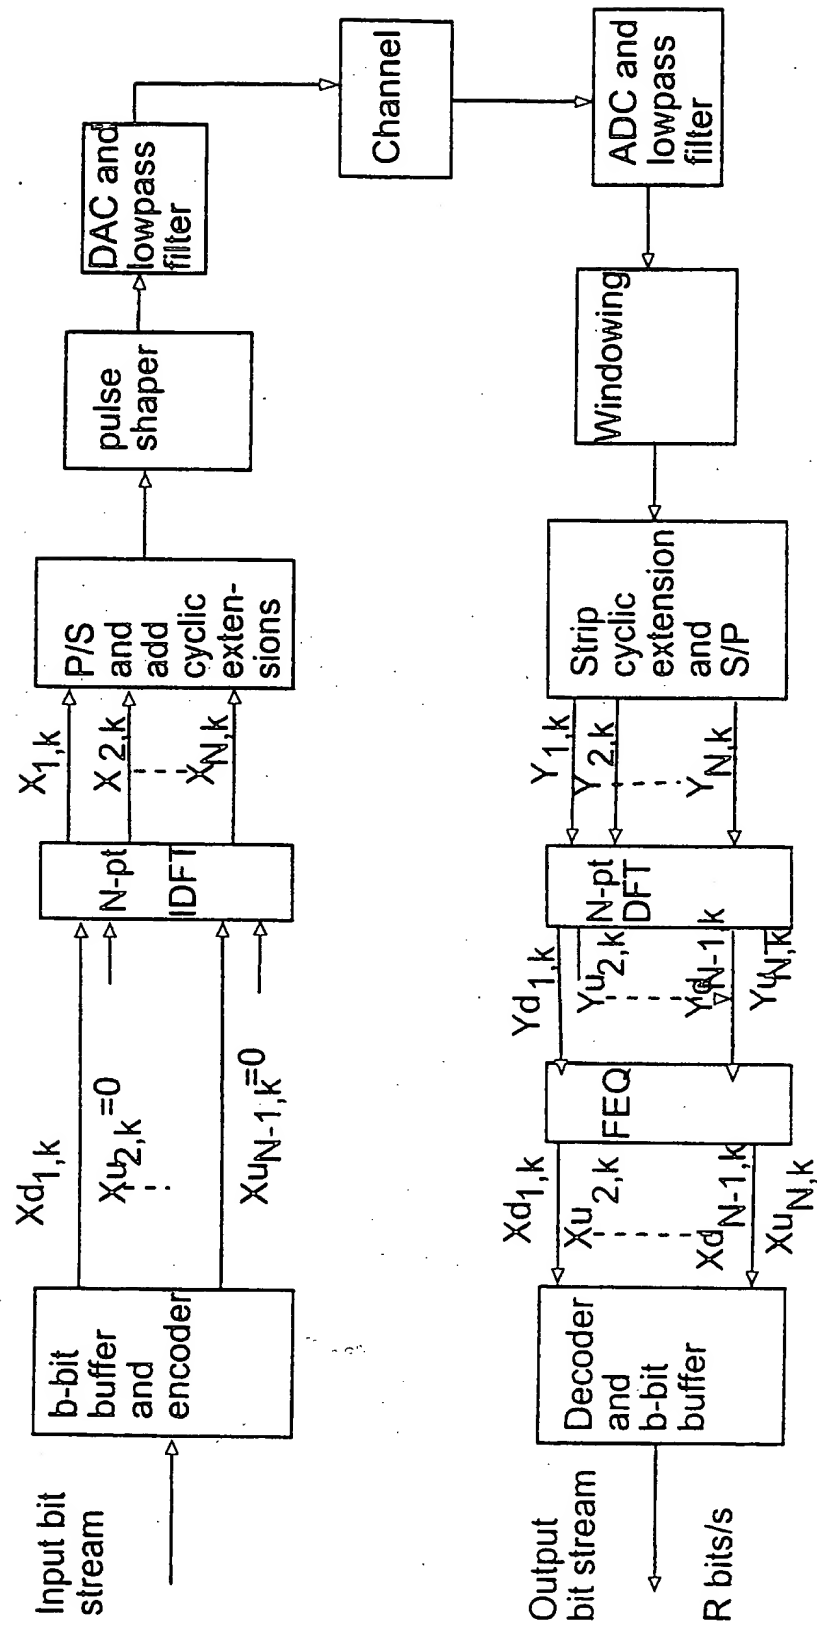 Input bit
stream
b-bit
buffer
and
encoder
Xd1,k
Xu2,k=0
XuN-1,k=0
N-pt
IDFT
X1,k
X2,k
XN,k
P/S
and
add
cyclic
exten-
sions
pulse
shaper
DAC and
lowpass
filter
Channel
ADC and
lowpass
filter
Windowing
Strip
cyclic
extension
and
S/P
Y1,k
Y2,k
YN,k
N-pt
DFT
Yd1,k
Yu2,k
YdN-1,k
YuN,k
FEQ
Xd1,k
Xu2,k
XdN-1,k
XuN,k
Decoder
and
b-bit
buffer
Output
bit stream
R bits/s